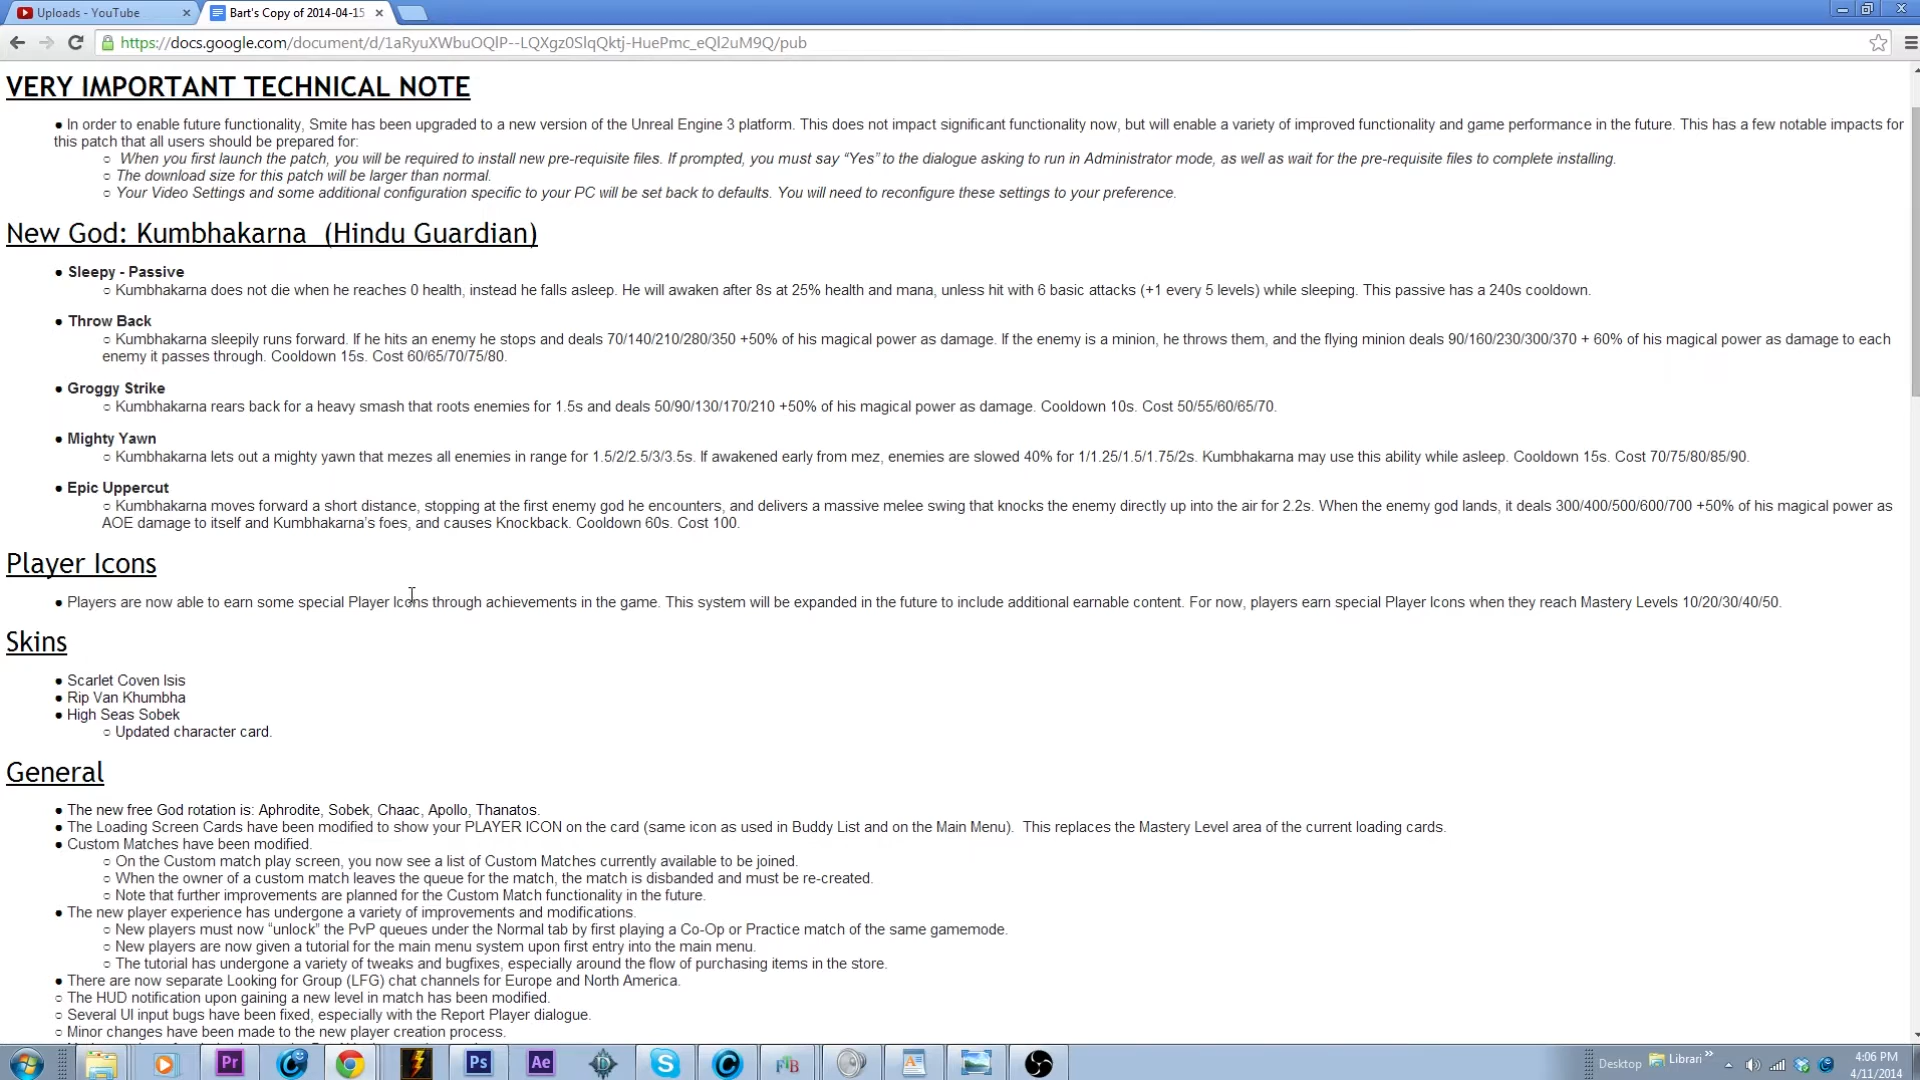 Uploads - YouTube
Bart's Copy of 2014-04-15
https://docs.google.com/document/d/1aRyuXWbuOQlP--LQXgz0SlqQktj-HuePmc_eQl2uM9Q/pub
VERY IMPORTANT TECHNICAL NOTE
● In order to enable future functionality, Smite has been upgraded to a new version of the Unreal Engine 3 platform. This does not impact significant functionality now, but will enable a variety of improved functionality and game performance in the future. This has a few notable impacts for
this patch that all users should be prepared for:
○ When you first launch the patch, you will be required to install new pre-requisite files. If prompted, you must say “Yes” to the dialogue asking to run in Administrator mode, as well as wait for the pre-requisite files to complete installing.
○ The download size for this patch will be larger than normal.
○ Your Video Settings and some additional configuration specific to your PC will be set back to defaults. You will need to reconfigure these settings to your preference.
New God: Kumbhakarna  (Hindu Guardian)
● Sleepy - Passive
○ Kumbhakarna does not die when he reaches 0 health, instead he falls asleep. He will awaken after 8s at 25% health and mana, unless hit with 6 basic attacks (+1 every 5 levels) while sleeping. This passive has a 240s cooldown.
● Throw Back
○ Kumbhakarna sleepily runs forward. If he hits an enemy he stops and deals 70/140/210/280/350 +50% of his magical power as damage. If the enemy is a minion, he throws them, and the flying minion deals 90/160/230/300/370 + 60% of his magical power as damage to each
enemy it passes through. Cooldown 15s. Cost 60/65/70/75/80.
● Groggy Strike
○ Kumbhakarna rears back for a heavy smash that roots enemies for 1.5s and deals 50/90/130/170/210 +50% of his magical power as damage. Cooldown 10s. Cost 50/55/60/65/70.
● Mighty Yawn
○ Kumbhakarna lets out a mighty yawn that mezes all enemies in range for 1.5/2/2.5/3/3.5s. If awakened early from mez, enemies are slowed 40% for 1/1.25/1.5/1.75/2s. Kumbhakarna may use this ability while asleep. Cooldown 15s. Cost 70/75/80/85/90.
● Epic Uppercut
○ Kumbhakarna moves forward a short distance, stopping at the first enemy god he encounters, and delivers a massive melee swing that knocks the enemy directly up into the air for 2.2s. When the enemy god lands, it deals 300/400/500/600/700 +50% of his magical power as
AOE damage to itself and Kumbhakarna’s foes, and causes Knockback. Cooldown 60s. Cost 100.
Player Icons
● Players are now able to earn some special Player Icons through achievements in the game. This system will be expanded in the future to include additional earnable content. For now, players earn special Player Icons when they reach Mastery Levels 10/20/30/40/50.
Skins
● Scarlet Coven Isis
● Rip Van Khumbha
● High Seas Sobek
○ Updated character card.
General
● The new free God rotation is: Aphrodite, Sobek, Chaac, Apollo, Thanatos.
● The Loading Screen Cards have been modified to show your PLAYER ICON on the card (same icon as used in Buddy List and on the Main Menu).  This replaces the Mastery Level area of the current loading cards.
● Custom Matches have been modified.
○ On the Custom match play screen, you now see a list of Custom Matches currently available to be joined.
○ When the owner of a custom match leaves the queue for the match, the match is disbanded and must be re-created.
○ Note that further improvements are planned for the Custom Match functionality in the future.
● The new player experience has undergone a variety of improvements and modifications.
○ New players must now “unlock” the PvP queues under the Normal tab by first playing a Co-Op or Practice match of the same gamemode.
○ New players are now given a tutorial for the main menu system upon first entry into the main menu.
○ The tutorial has undergone a variety of tweaks and bugfixes, especially around the flow of purchasing items in the store.
● There are now separate Looking for Group (LFG) chat channels for Europe and North America.
○ The HUD notification upon gaining a new level in match has been modified.
○ Several UI input bugs have been fixed, especially with the Report Player dialogue.
○ Minor changes have been made to the new player creation process.
Pr
Ps
Ae
Desktop
Librari
4:06 PM
4/11/2014